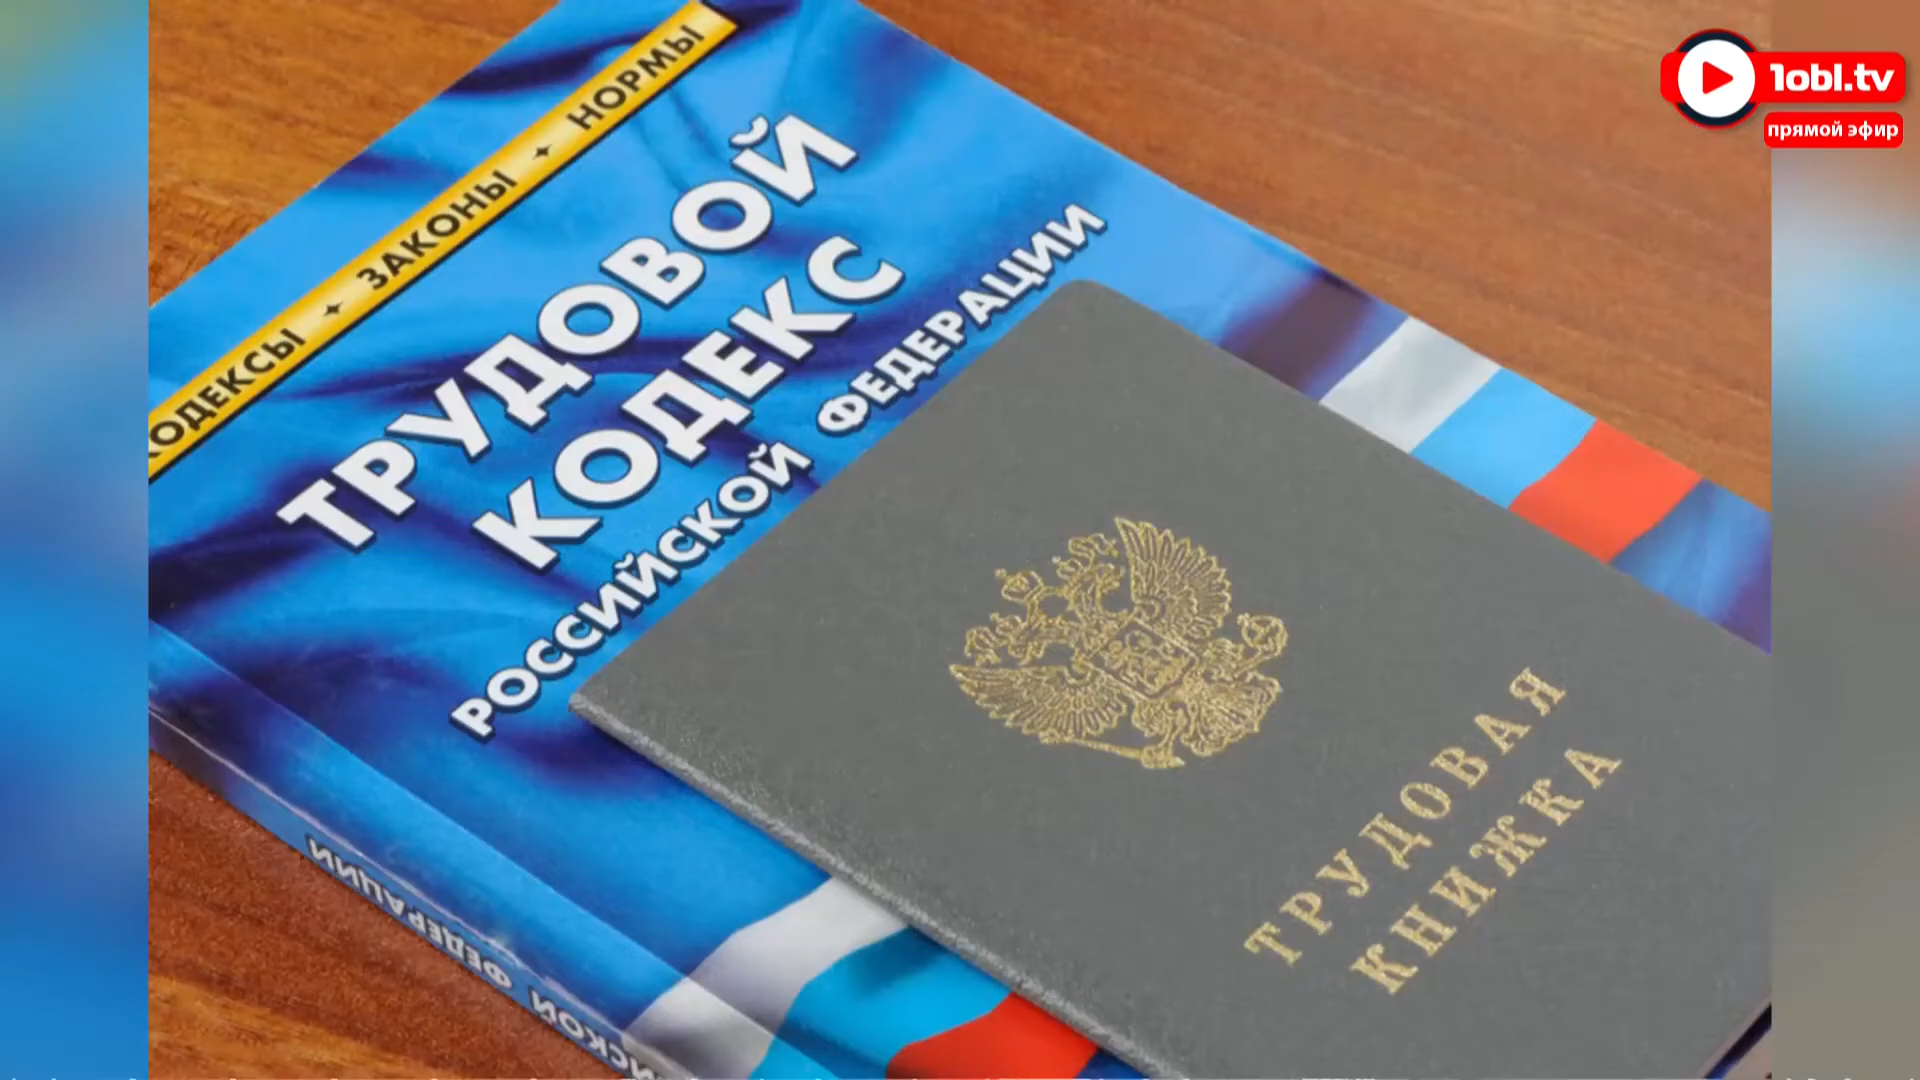 КОДЕКСЫ ✦ ЗАКОНЫ ✦ НОРМЫ
ТРУДОВОЙ
КОДЕКС
РОССИЙСКОЙ ФЕДЕРАЦИИ
ТРУДОВАЯ
КНИЖКА
ФЕДЕРАЦИИ
1obl.tv
прямой эфир